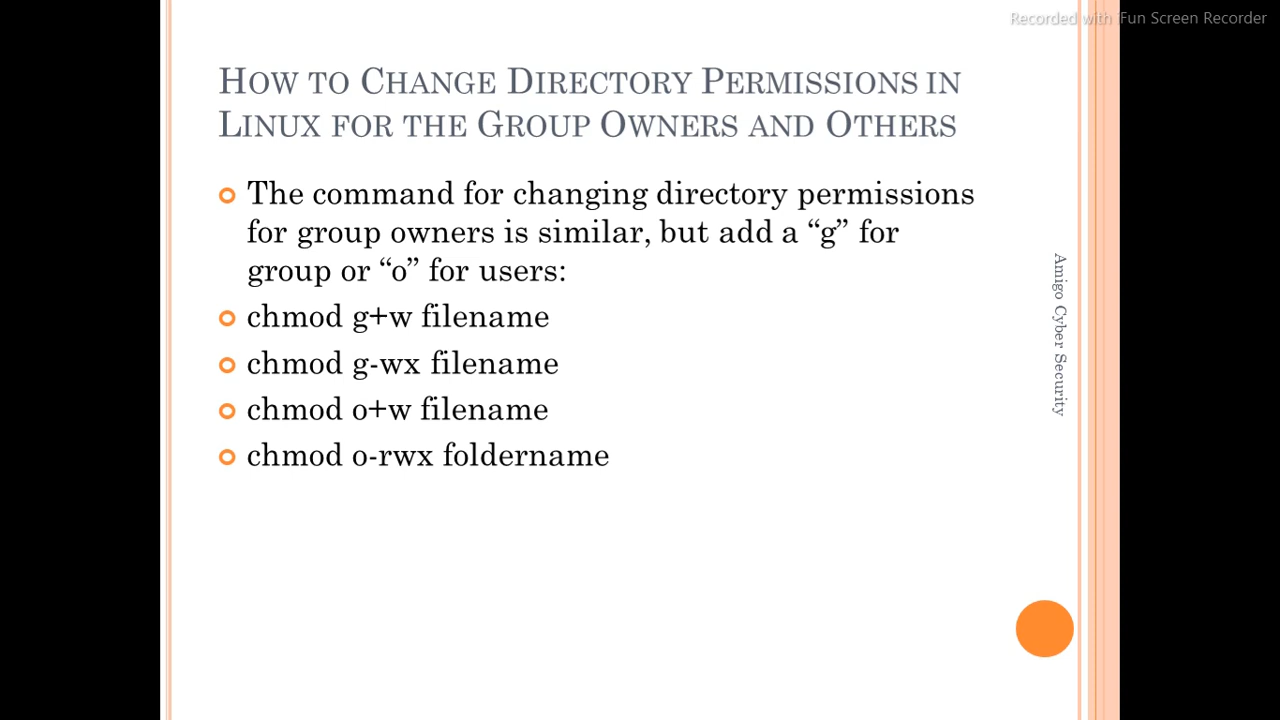 Recorded with iFun Screen Recorder
HOW TO CHANGE DIRECTORY PERMISSIONS IN
LINUX FOR THE GROUP OWNERS AND OTHERS
The command for changing directory permissions
for group owners is similar, but add a “g” for
group or “o” for users:
chmod g+w filename
chmod g-wx filename
chmod o+w filename
chmod o-rwx foldername
Amigo Cyber Security